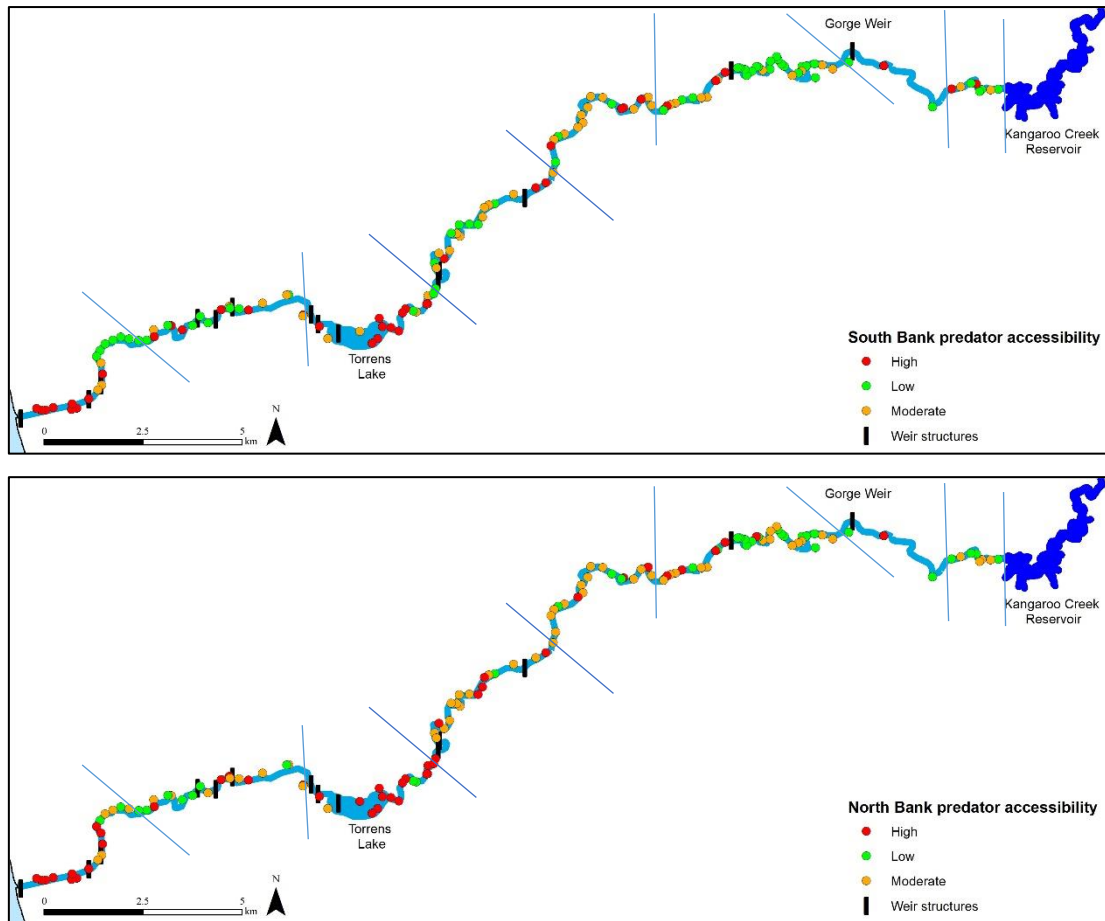 Gorge Weir
Kangaroo Creek
Reservoir
Torrens
Lake
South Bank predator accessibility
High
Low
Moderate
Weir structures
N
0 2.5 5
km
Gorge Weir
Kangaroo Creek
Reservoir
Torrens
Lake
North Bank predator accessibility
High
Low
Moderate
Weir structures
N
0 2.5 5
km